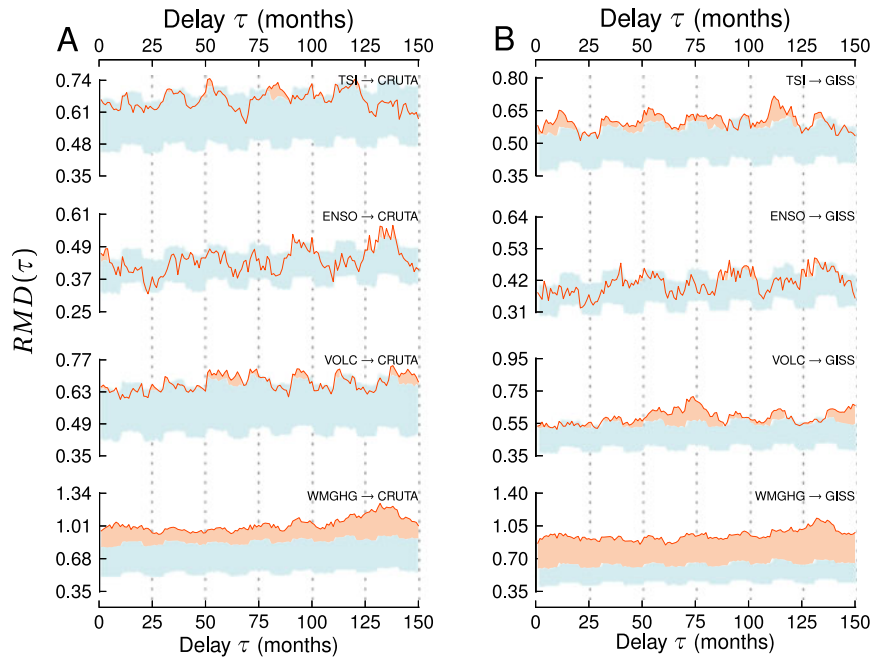 Delay τ (months)
A
0 25 50 75 100 125 150
TSI → CRUTA
0.74
0.61
0.48
0.35
ENSO → CRUTA
0.61
0.49
0.37
0.25
RMD(τ)
VOLC → CRUTA
0.77
0.63
0.49
0.35
WMGHG → CRUTA
1.34
1.01
0.68
0.35
0 25 50 75 100 125 150
Delay τ (months)
Delay τ (months)
B
0 25 50 75 100 125 150
TSI → GISS
0.80
0.65
0.50
0.35
ENSO → GISS
0.64
0.53
0.42
0.31
VOLC → GISS
0.95
0.75
0.55
0.35
WMGHG → GISS
1.40
1.05
0.70
0.35
0 25 50 75 100 125 150
Delay τ (months)